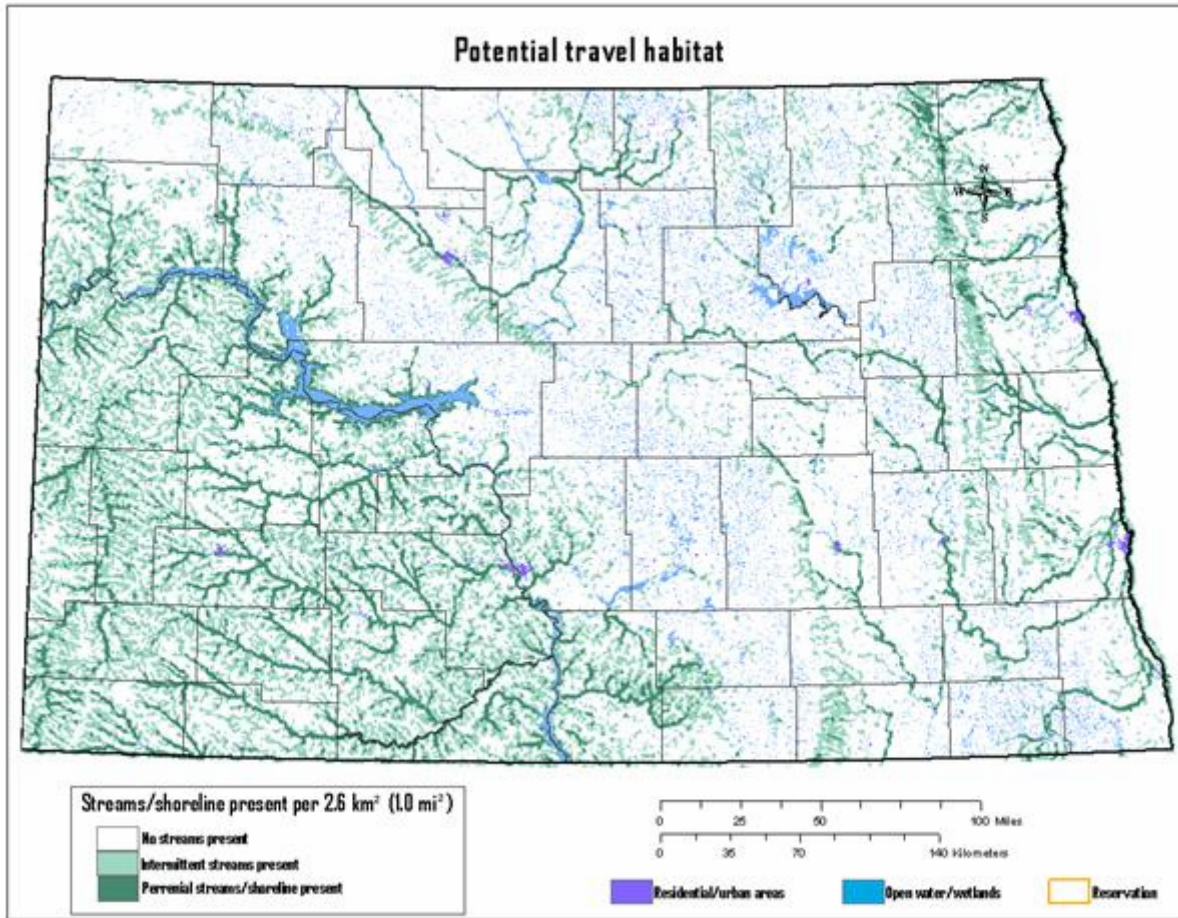 Potential travel habitat
N
W E
S
Streams/shoreline present per 2.6 km² (1.0 mi²)
No streams present
Intermittent streams present
Perrenial streams/shoreline present
0 25 50 100 Miles
0 35 70 140 Kilometers
Residential/urban areas
Open water/wetlands
Reservation